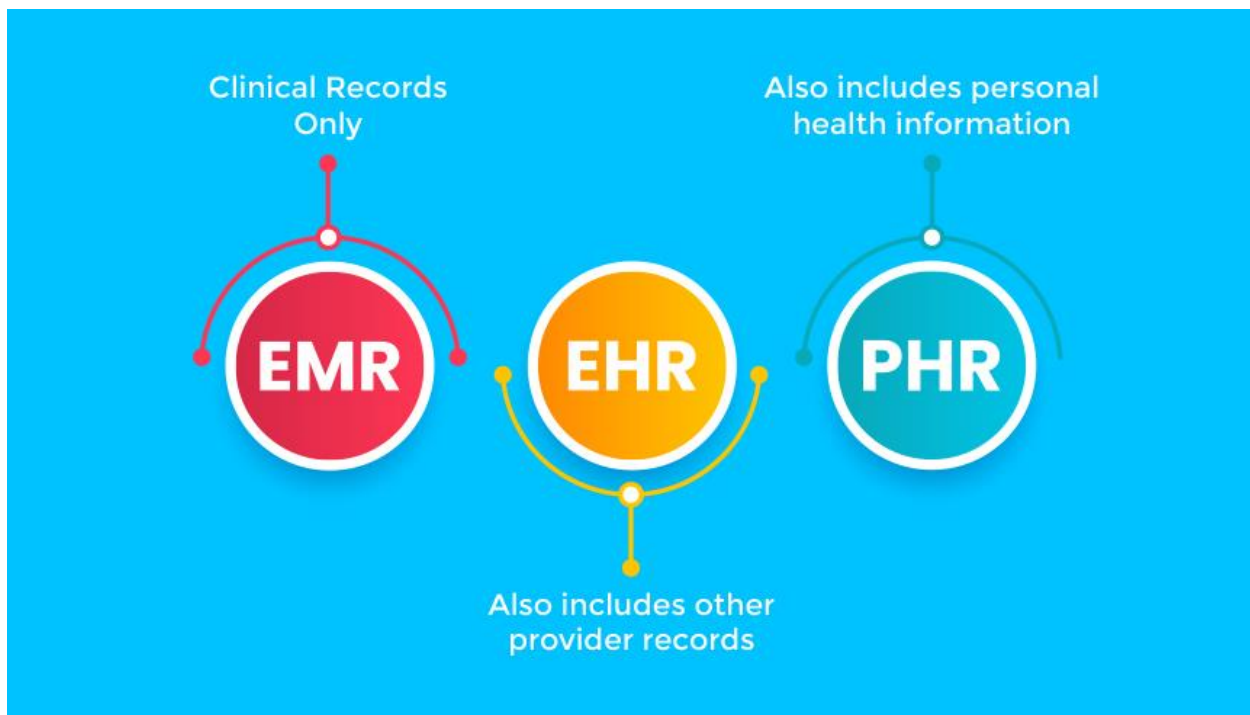 Clinical Records
Only
Also includes personal
health information
EMR
EHR
PHR
Also includes other
provider records